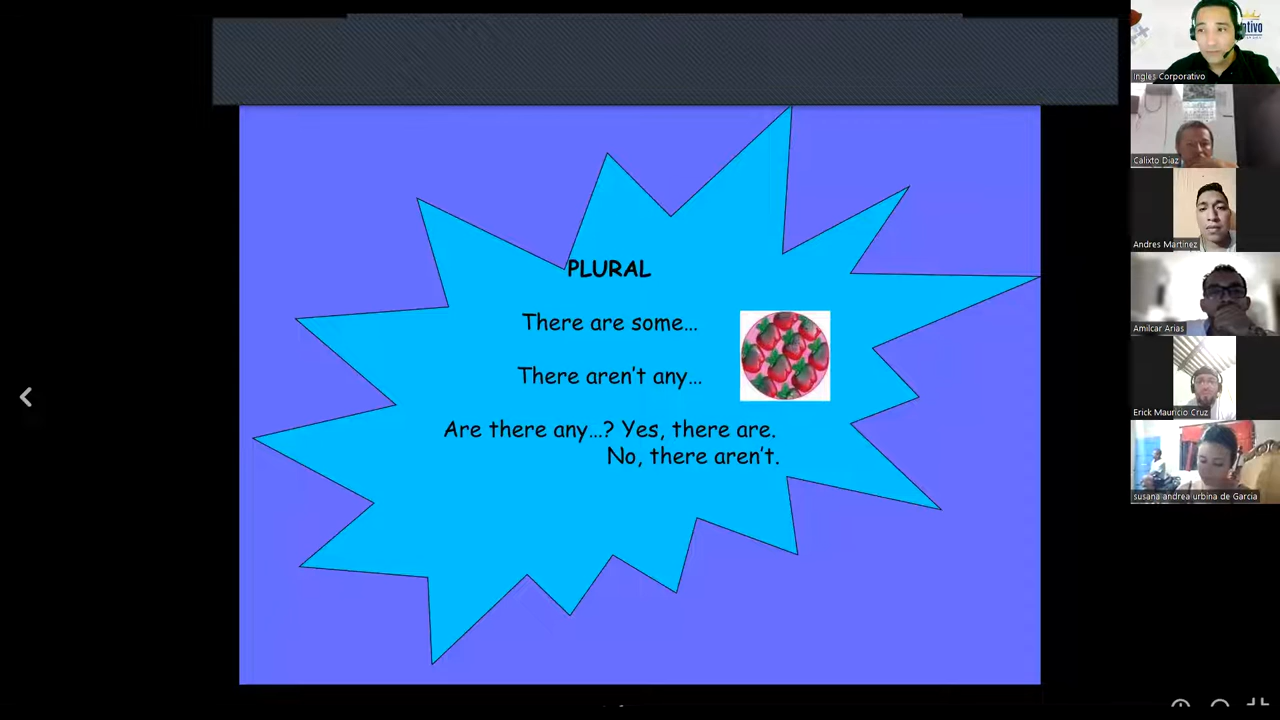 PLURAL
There are some...
There aren't any...
Are there any...? Yes, there are.
No, there aren't.
Ingles Corporativo
Calixto Diaz
Andres Martinez
Amilcar Arias
Erick Mauricio Cruz
susana andrea urbina de Garcia